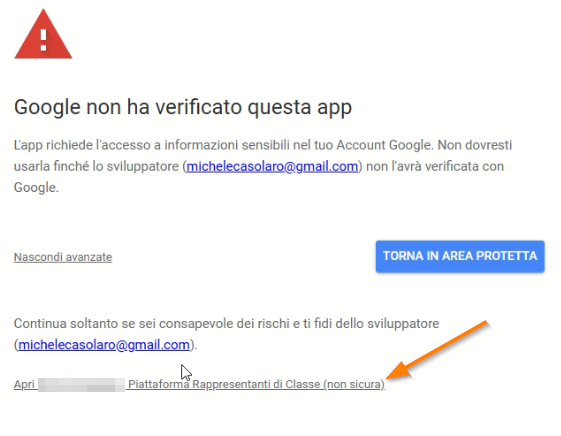 Google non ha verificato questa app
L'app richiede l'accesso a informazioni sensibili nel tuo Account Google. Non dovresti
usarla finché lo sviluppatore (michelecasolaro@gmail.com) non l'avrà verificata con
Google.
Nascondi avanzate
TORNA IN AREA PROTETTA
Continua soltanto se sei consapevole dei rischi e ti fidi dello sviluppatore
(michelecasolaro@gmail.com).
Apri Piattaforma Rappresentanti di Classe (non sicura)